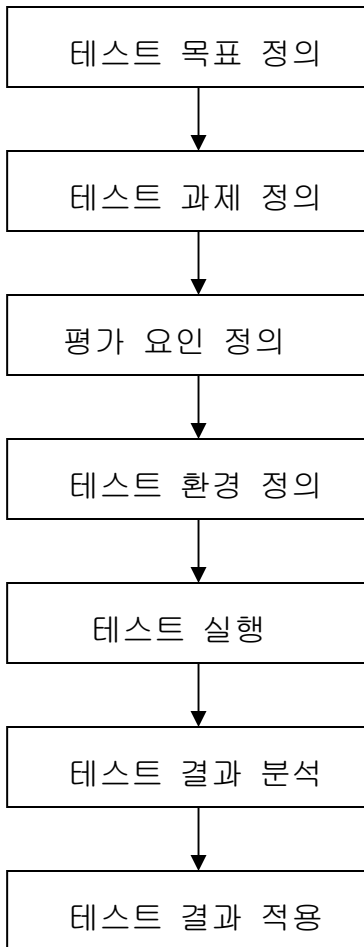 테스트 목표 정의
테스트 과제 정의
평가 요인 정의
테스트 환경 정의
테스트 실행
테스트 결과 분석
테스트 결과 적용